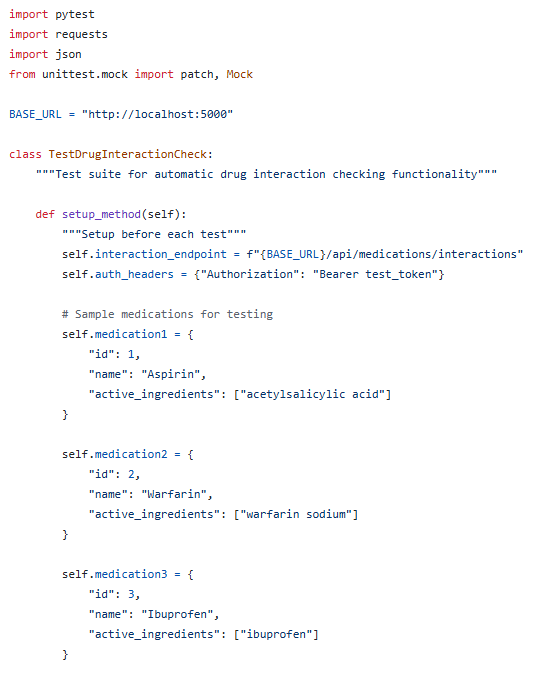 import pytest
import requests
import json
from unittest.mock import patch, Mock

BASE_URL = "http://localhost:5000"

class TestDrugInteractionCheck:
    """Test suite for automatic drug interaction checking functionality"""

    def setup_method(self):
        """Setup before each test"""
        self.interaction_endpoint = f"{BASE_URL}/api/medications/interactions"
        self.auth_headers = {"Authorization": "Bearer test_token"}

        # Sample medications for testing
        self.medication1 = {
            "id": 1,
            "name": "Aspirin",
            "active_ingredients": ["acetylsalicylic acid"]
        }

        self.medication2 = {
            "id": 2,
            "name": "Warfarin",
            "active_ingredients": ["warfarin sodium"]
        }

        self.medication3 = {
            "id": 3,
            "name": "Ibuprofen",
            "active_ingredients": ["ibuprofen"]
        }